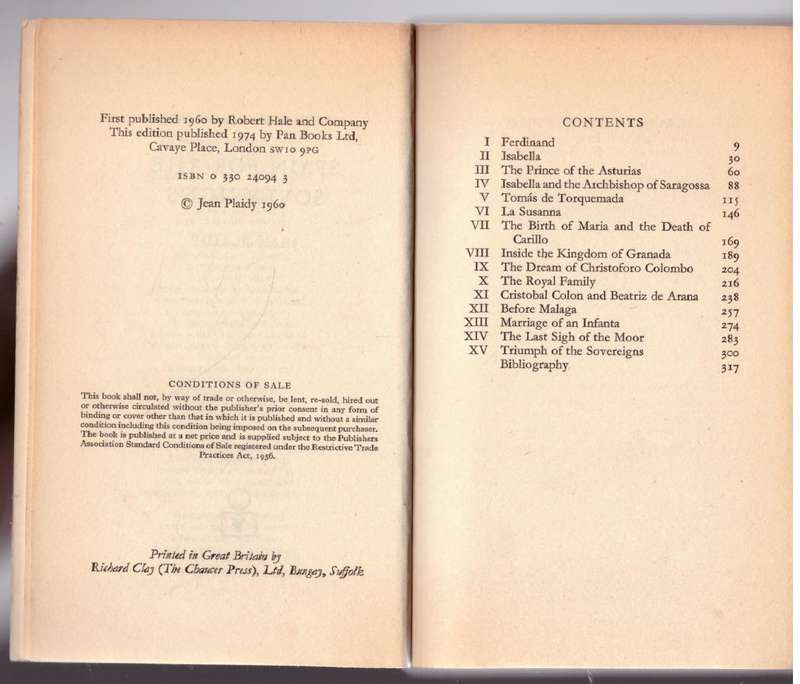 First published 1960 by Robert Hale and Company
This edition published 1974 by Pan Books Ltd,
Cavaye Place, London SW10 9PG
ISBN 0 330 24094 3
© Jean Plaidy 1960
CONDITIONS OF SALE
This book shall not, by way of trade or otherwise, be lent, re-sold, hired out
or otherwise circulated without the publisher's prior consent in any form of
binding or cover other than that in which it is published and without a similar
condition including this condition being imposed on the subsequent purchaser.
The book is published at a net price and is supplied subject to the Publishers
Association Standard Conditions of Sale registered under the Restrictive Trade
Practices Act, 1956.
Printed in Great Britain by
Richard Clay (The Chaucer Press), Ltd, Bungay, Suffolk
CONTENTS
I Ferdinand 9
II Isabella 30
III The Prince of the Asturias 60
IV Isabella and the Archbishop of Saragossa 88
V Tomás de Torquemada 115
VI La Susanna 146
VII The Birth of Maria and the Death of
Carillo 169
VIII Inside the Kingdom of Granada 189
IX The Dream of Christoforo Colombo 204
X The Royal Family 216
XI Cristobal Colon and Beatriz de Arana 238
XII Before Malaga 257
XIII Marriage of an Infanta 274
XIV The Last Sigh of the Moor 283
XV Triumph of the Sovereigns 300
Bibliography 317